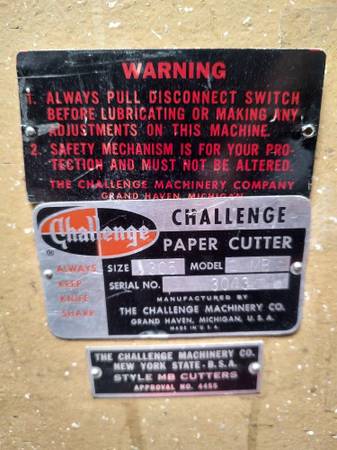 WARNING
1. ALWAYS PULL DISCONNECT SWITCH
BEFORE LUBRICATING OR MAKING ANY
ADJUSTMENTS ON THIS MACHINE.
2. SAFETY MECHANISM IS FOR YOUR PRO-
TECTION AND MUST NOT BE ALTERED.
THE CHALLENGE MACHINERY COMPANY
GRAND HAVEN, MICHIGAN
Challenge
®
CHALLENGE
PAPER CUTTER
ALWAYS
KEEP
KNIFE
SHARP
SIZE MODEL
SERIAL NO.
MANUFACTURED BY
THE CHALLENGE MACHINERY CO.
GRAND HAVEN, MICHIGAN, U.S.A.
MADE IN U.S.A.
THE CHALLENGE MACHINERY CO.
NEW YORK STATE - B.S.A.
STYLE MB CUTTERS
APPROVAL NO. 4455